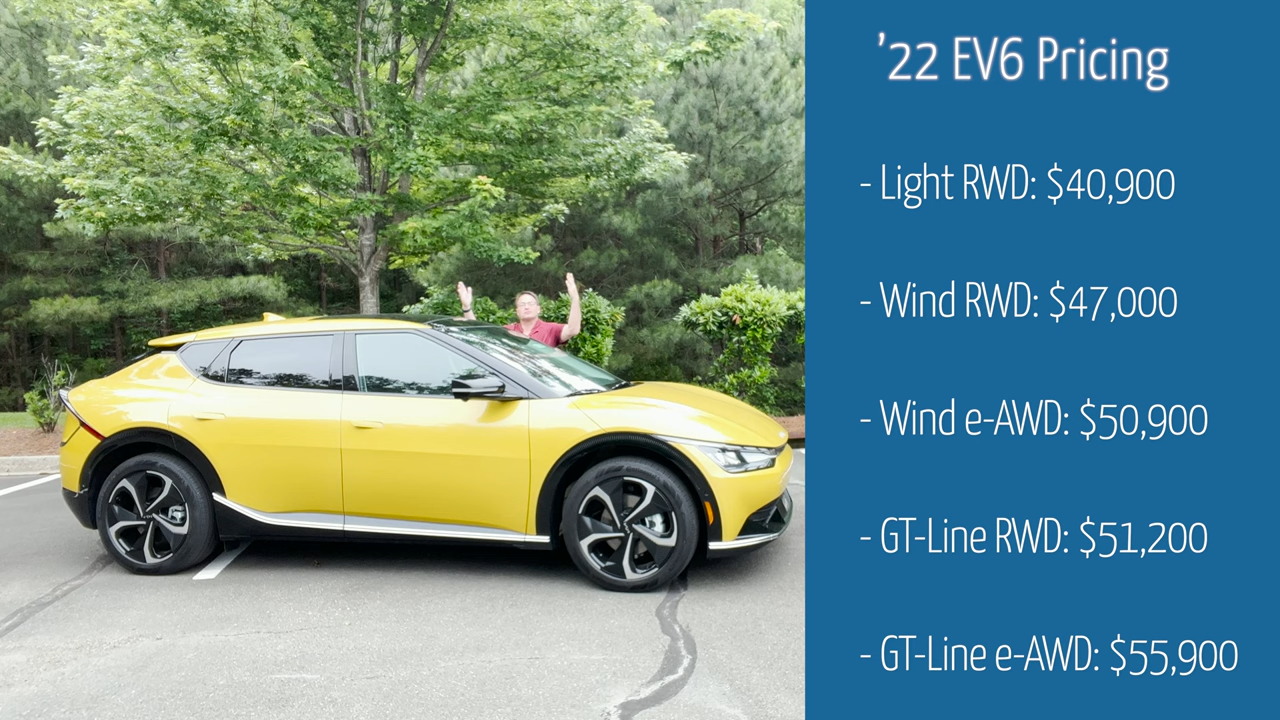 ’22 EV6 Pricing
- Light RWD: $40,900
- Wind RWD: $47,000
- Wind e-AWD: $50,900
- GT-Line RWD: $51,200
- GT-Line e-AWD: $55,900